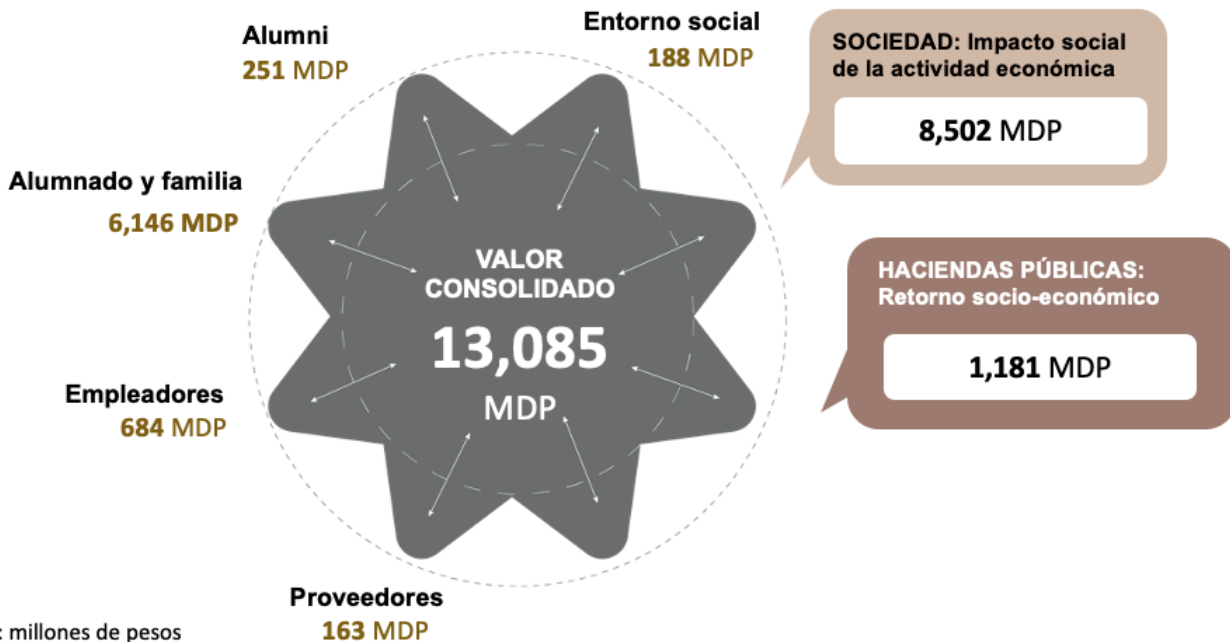 Alumni
251 MDP
Entorno social
188 MDP
SOCIEDAD: Impacto social
de la actividad económica
8,502 MDP
Alumnado y familia
6,146 MDP
VALOR
CONSOLIDADO
13,085
MDP
HACIENDAS PÚBLICAS:
Retorno socio-económico
1,181 MDP
Empleadores
684 MDP
Proveedores
163 MDP
: millones de pesos